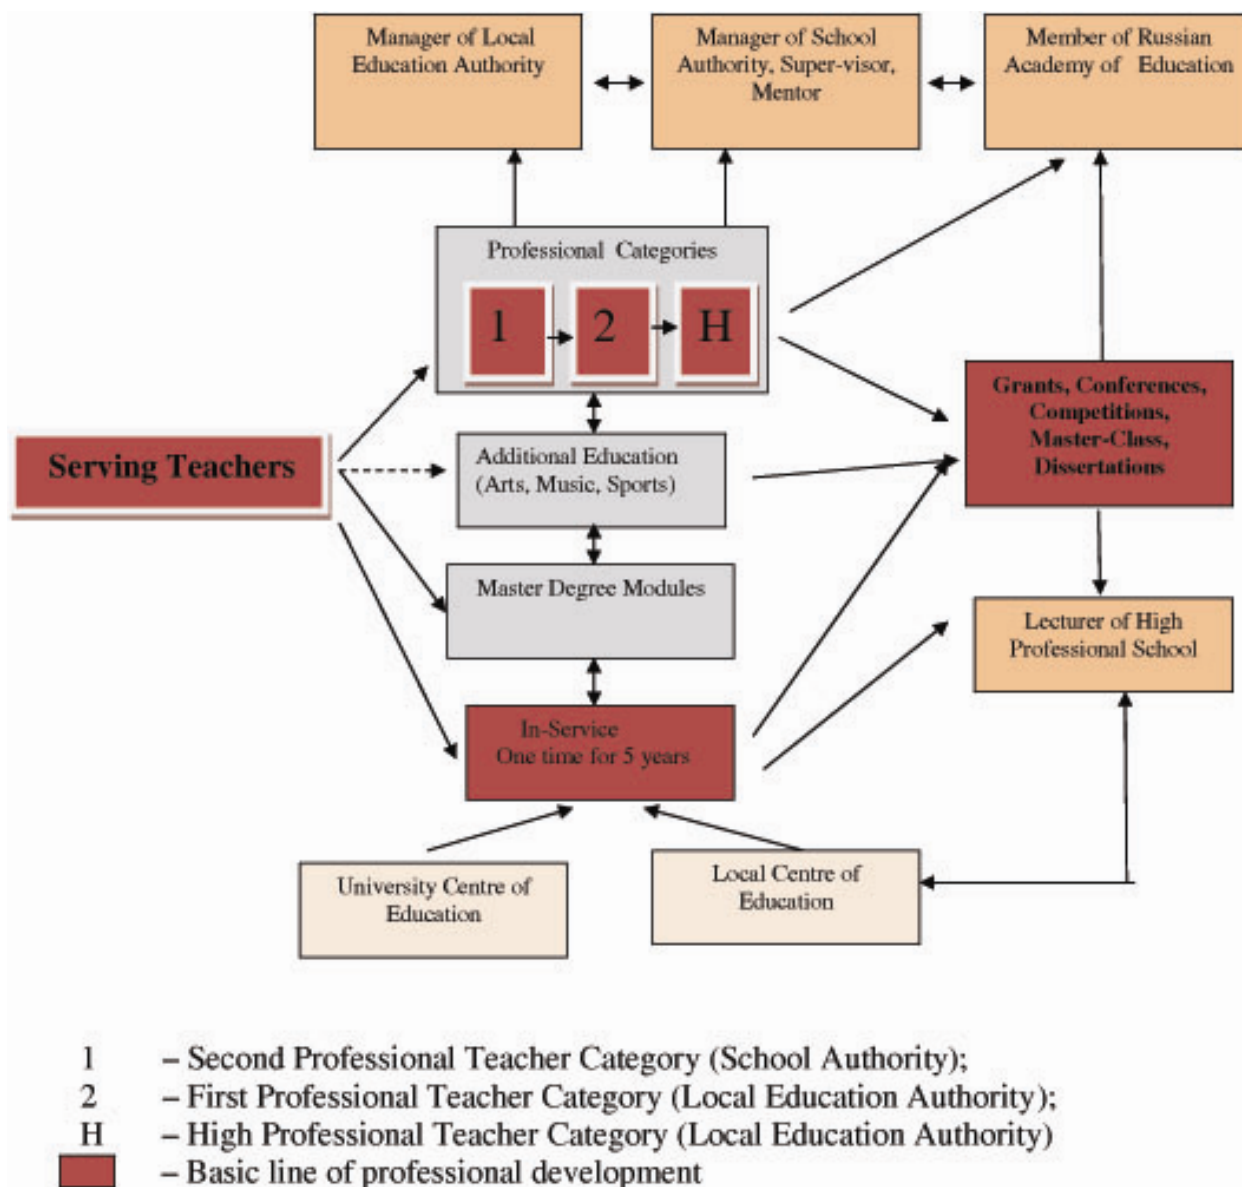 Manager of Local
Education Authority
Manager of School
Authority, Super-visor,
Mentor
Member of Russian
Academy of Education
Professional Categories
1
2
H
Serving Teachers
Additional Education
(Arts, Music, Sports)
Grants, Conferences,
Competitions,
Master-Class,
Dissertations
Master Degree Modules
Lecturer of High
Professional School
In-Service
One time for 5 years
University Centre of
Education
Local Centre of
Education
1 – Second Professional Teacher Category (School Authority);
2 – First Professional Teacher Category (Local Education Authority);
H – High Professional Teacher Category (Local Education Authority)
– Basic line of professional development